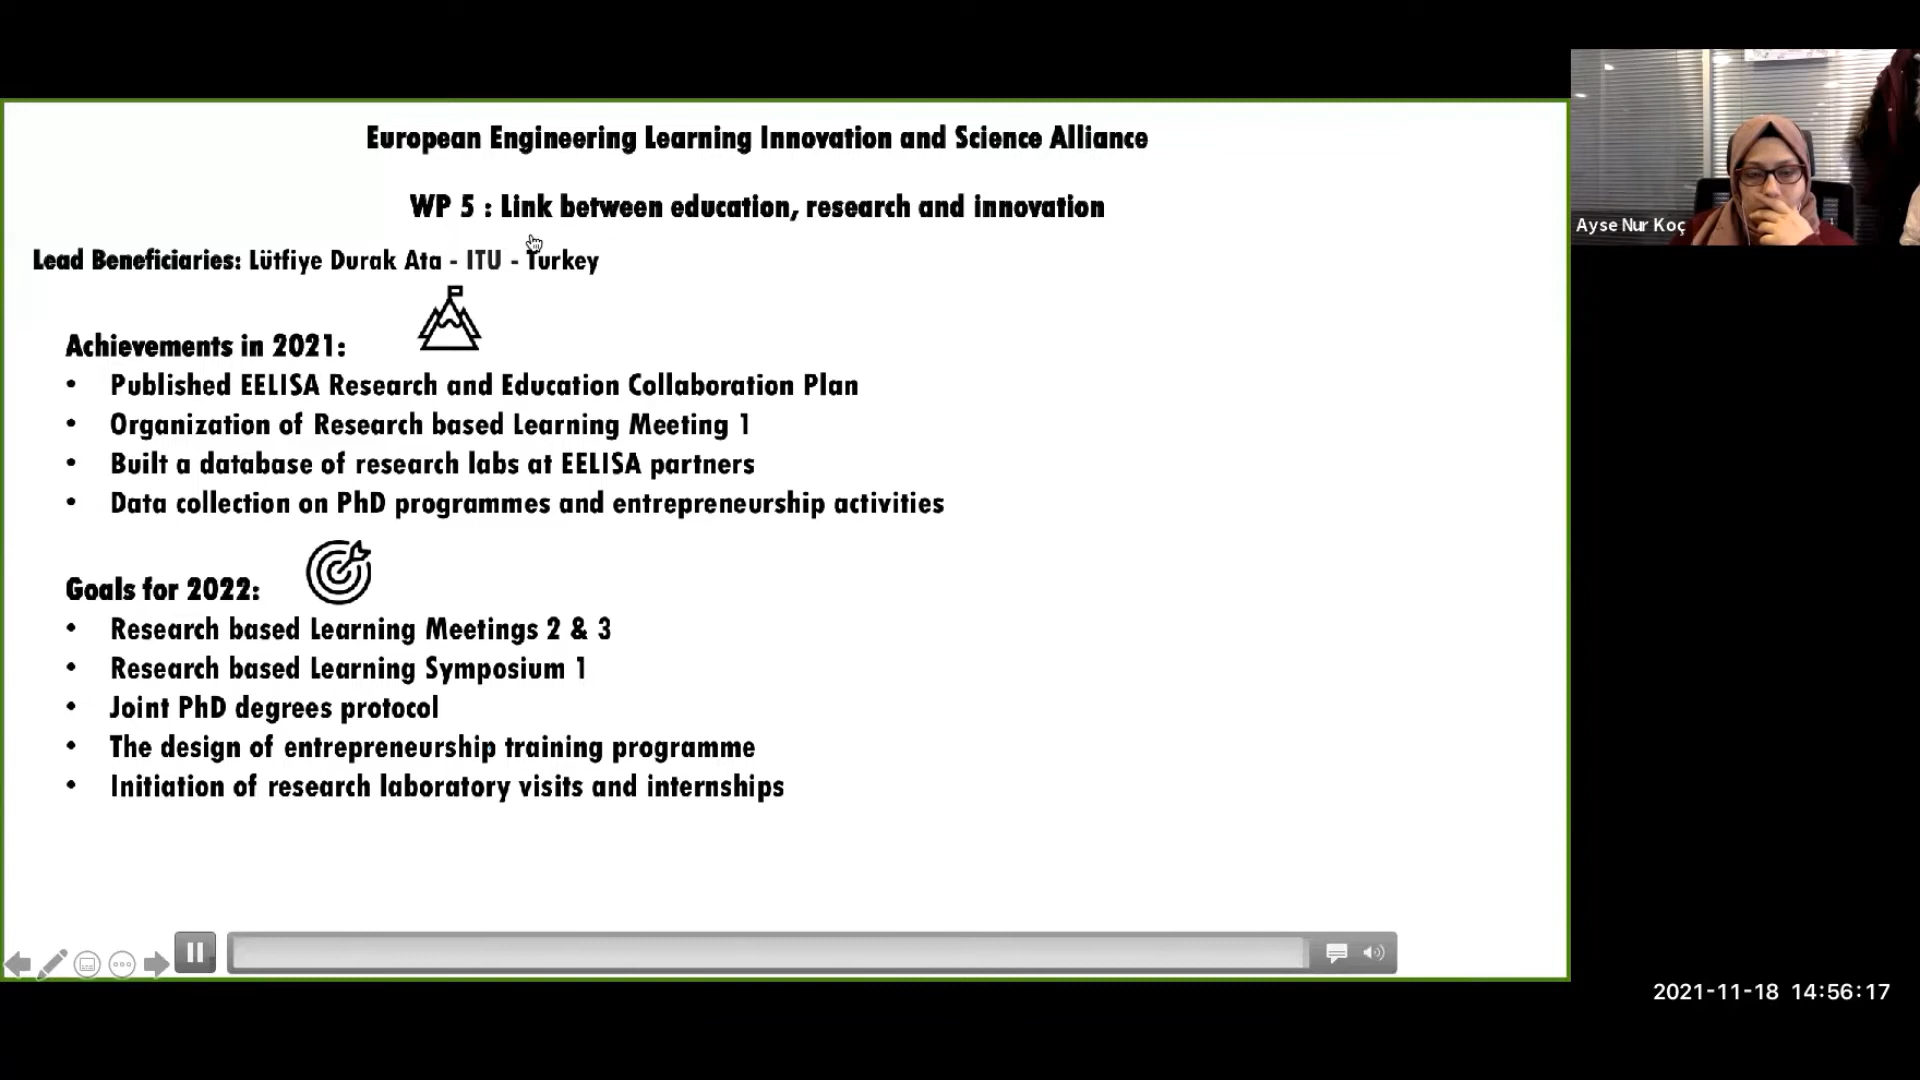 European Engineering Learning Innovation and Science Alliance
WP 5 : Link between education, research and innovation
Lead Beneficiaries: Lütfiye Durak Ata - ITU - Turkey
Achievements in 2021:
• Published EELISA Research and Education Collaboration Plan
• Organization of Research based Learning Meeting 1
• Built a database of research labs at EELISA partners
• Data collection on PhD programmes and entrepreneurship activities
Goals for 2022:
• Research based Learning Meetings 2 & 3
• Research based Learning Symposium 1
• Joint PhD degrees protocol
• The design of entrepreneurship training programme
• Initiation of research laboratory visits and internships
Ayse Nur Koç
2021-11-18 14:56:17